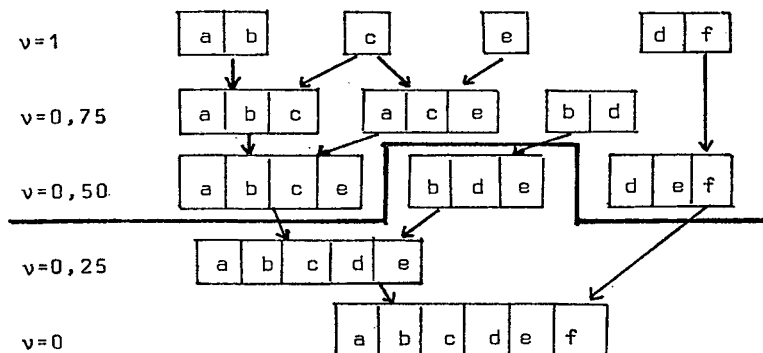 ν=1 a b c e d f
ν=0,75 a b c a c e b d
ν=0,50 a b c e b d e d e f
ν=0,25 a b c d e
ν=0 a b c d e f